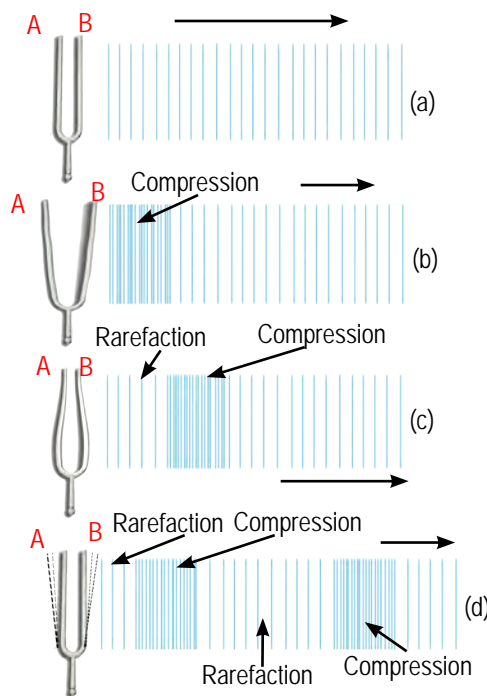 A B
(a)
Compression
A B
(b)
Rarefaction Compression
A B
(c)
Rarefaction Compression
A B
(d)
Rarefaction Compression